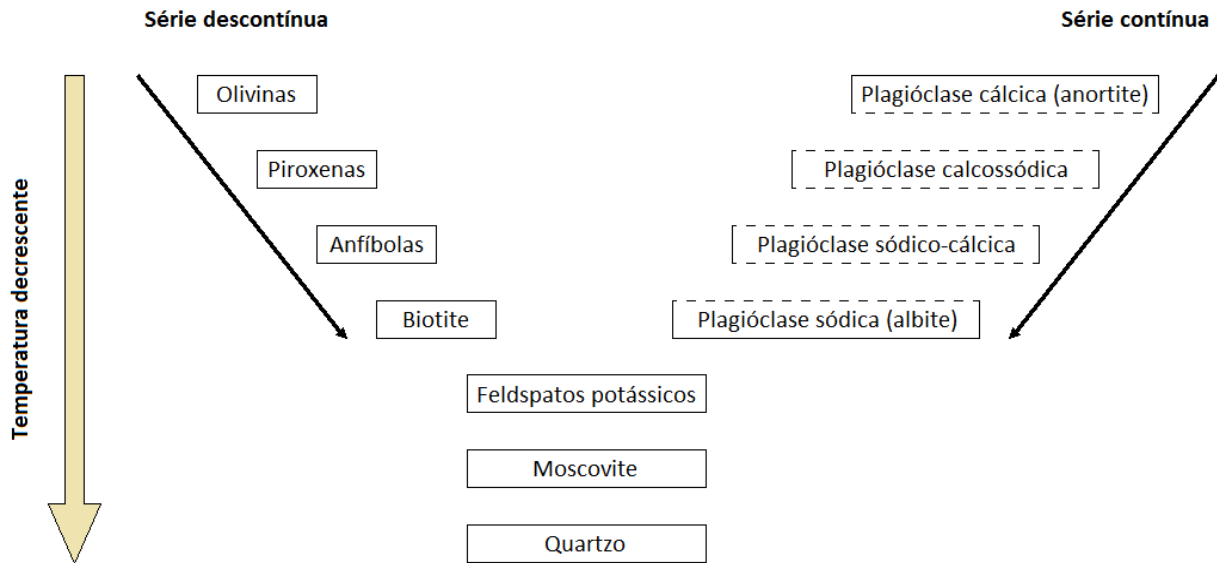 Série descontínua
Série contínua
Temperatura decrescente
Olivinas
Plagióclase cálcica (anortite)
Piroxenas
Plagióclase calcossódica
Anfíbolas
Plagióclase sódico-cálcica
Biotite
Plagióclase sódica (albite)
Feldspatos potássicos
Moscovite
Quartzo